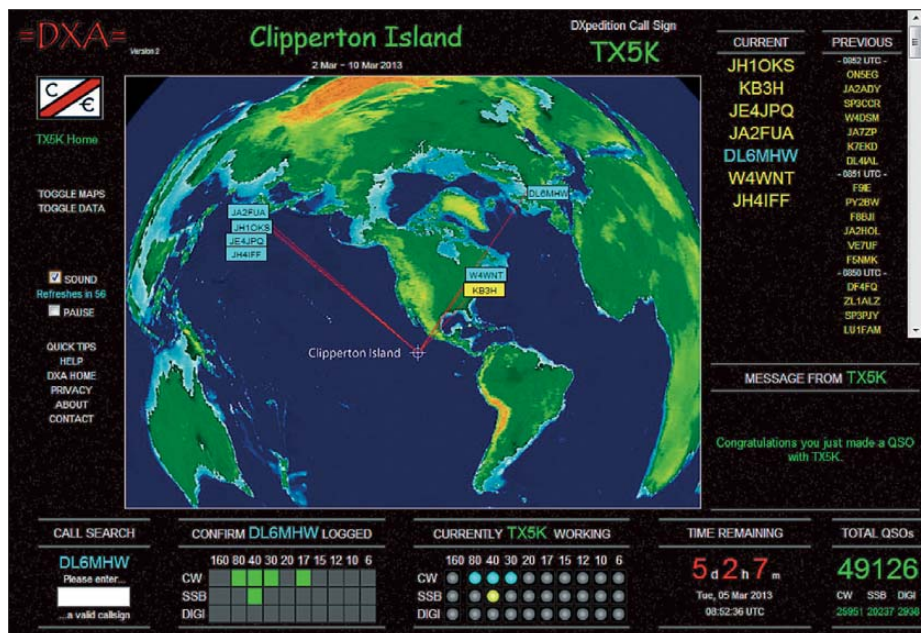 =DXA=
Version 2
Clipperton Island
2 Mar – 10 Mar 2013
DXpedition Call Sign
TX5K
C
€
TX5K Home
TOGGLE MAPS
TOGGLE DATA
SOUND
Refreshes in 56
PAUSE
QUICK TIPS
HELP
DXA HOME
PRIVACY
ABOUT
CONTACT
JA2FUA
JH1OKS
JE4JPQ
JH4IFF
DL6MHW
W4WNT
KB3H
Clipperton Island
CURRENT
JH1OKS
KB3H
JE4JPQ
JA2FUA
DL6MHW
W4WNT
JH4IFF
PREVIOUS
- 0852 UTC -
ON5EG
JA2ADY
SP3CCR
W4DSM
JA7ZP
K7EKD
DL4IAL
- 0851 UTC -
F9IE
PY2BW
F8BJI
JA2HOL
VE7UF
F5NMK
- 0850 UTC -
DF4FQ
ZL1ALZ
SP3PJY
LU1FAM
MESSAGE FROM TX5K
Congratulations you just made a QSO
with TX5K.
CALL SEARCH
DL6MHW
Please enter...
...a valid callsign
CONFIRM DL6MHW LOGGED
160 80 40 30 20 17 15 12 10 6
CW
SSB
DIGI
CURRENTLY TX5K WORKING
160 80 40 30 20 17 15 12 10 6
CW
SSB
DIGI
TIME REMAINING
5 d 2 h 7 m
Tue, 05 Mar 2013
08:52:36 UTC
TOTAL QSOs
49126
CW SSB DIGI
25951 20237 2938